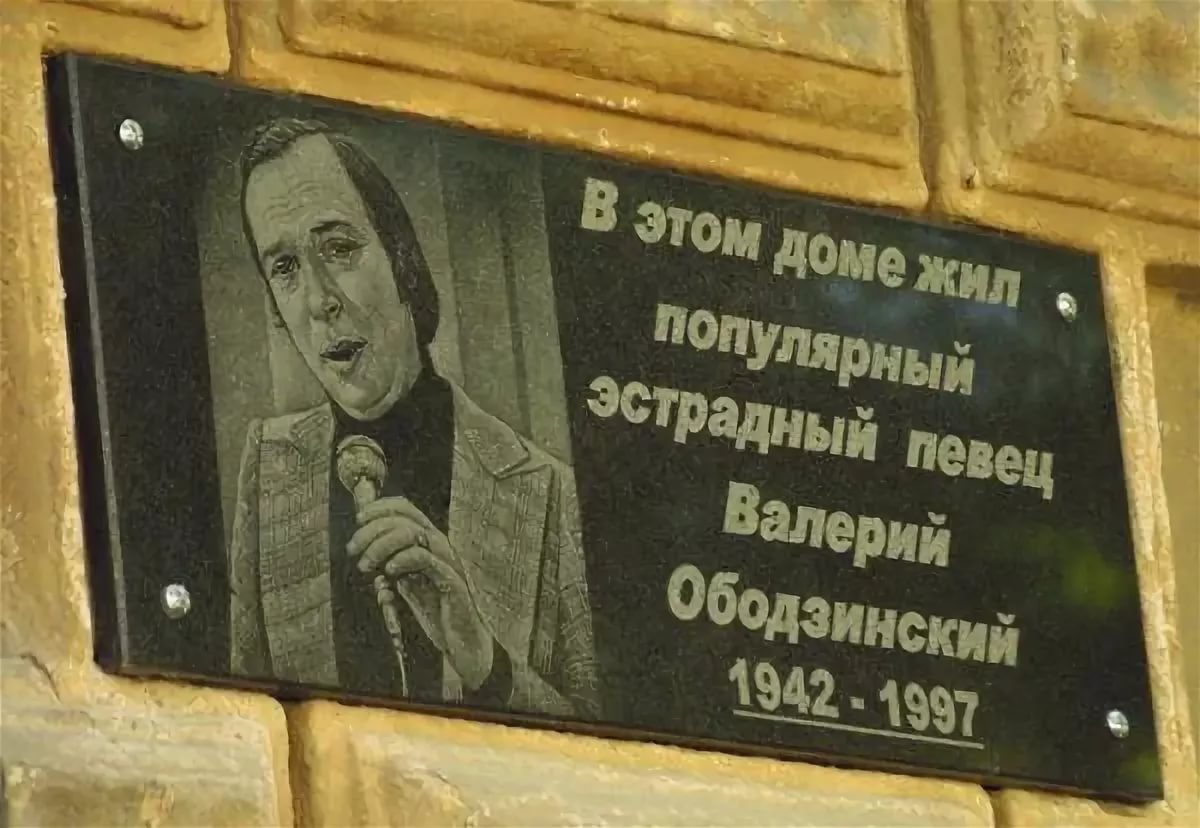 В этом доме жил
популярный
эстрадный певец
Валерий
Ободзинский
1942 - 1997